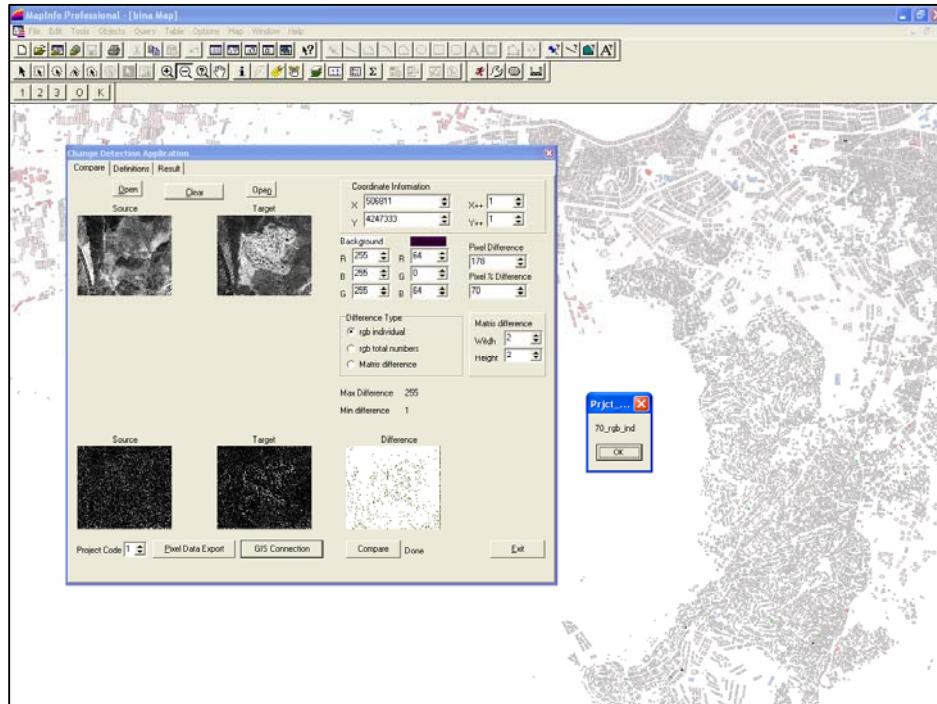 MapInfo Professional - [bina Map]
File Edit Tools Objects Query Table Options Map Window Help
1 2 3 O K
Change Detection Application
Compare Definitions Result
Open Clear Open
Source Target
Coordinate Information
X 506811 X++ 1
Y 4247333 Y++ 1
Background
R 255 R 64
B 255 G 0
G 255 B 64
Pixel Difference
178
Pixel % Difference
70
Difference Type
rgb individual
rgb total numbers
Matris difference
Matris difference
Wildh 2
Height 2
Max Difference 255
Min difference 1
Source Target Difference
Project Code 1 Pixel Data Export GIS Connection Compare Done Exit
Prjct_...
70_rgb_ind
OK